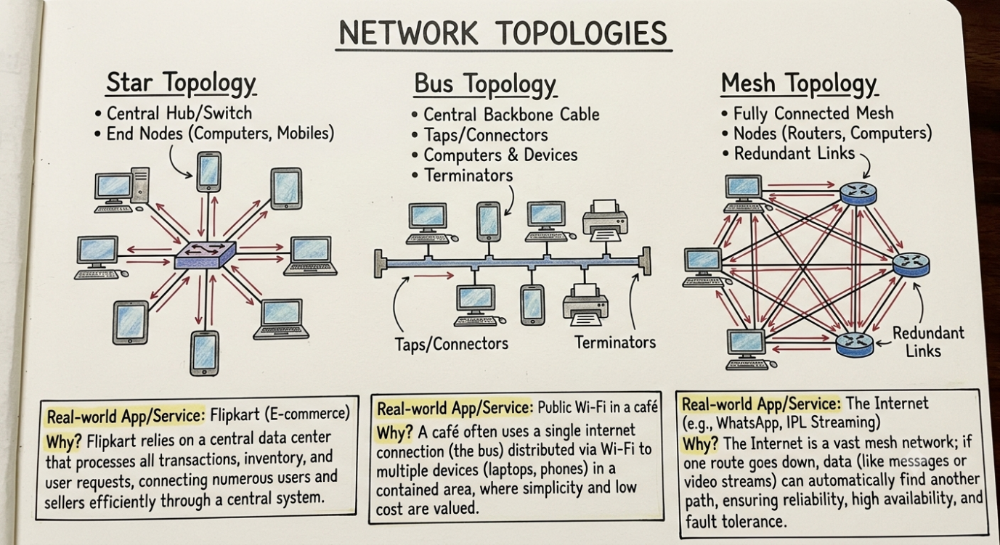 NETWORK TOPOLOGIES
Star Topology
• Central Hub/Switch
• End Nodes (Computers, Mobiles)
Bus Topology
• Central Backbone Cable
• Taps/Connectors
• Computers & Devices
• Terminators
Taps/Connectors
Terminators
Mesh Topology
• Fully Connected Mesh
• Nodes (Routers, Computers)
• Redundant Links
Redundant
Links
Real-world App/Service: Flipkart (E-commerce)
Why? Flipkart relies on a central data center
that processes all transactions, inventory, and
user requests, connecting numerous users and
sellers efficiently through a central system.
Real-world App/Service: Public Wi-Fi in a café
Why? A café often uses a single internet
connection (the bus) distributed via Wi-Fi to
multiple devices (laptops, phones) in a
contained area, where simplicity and low
cost are valued.
Real-world App/Service: The Internet
(e.g., WhatsApp, IPL Streaming)
Why? The Internet is a vast mesh network; if
one route goes down, data (like messages or
video streams) can automatically find another
path, ensuring reliability, high availability, and
fault tolerance.